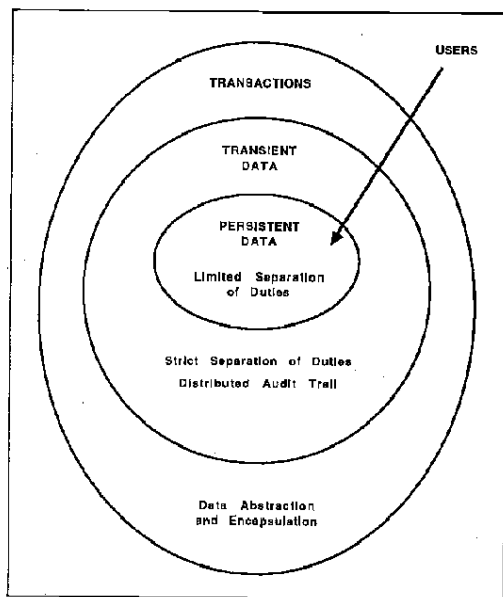 USERS
TRANSACTIONS
TRANSIENT
DATA
PERSISTENT
DATA
Limited Separation
of Duties
Strict Separation of Duties
Distributed Audit Trail
Data Abstraction
and Encapsulation